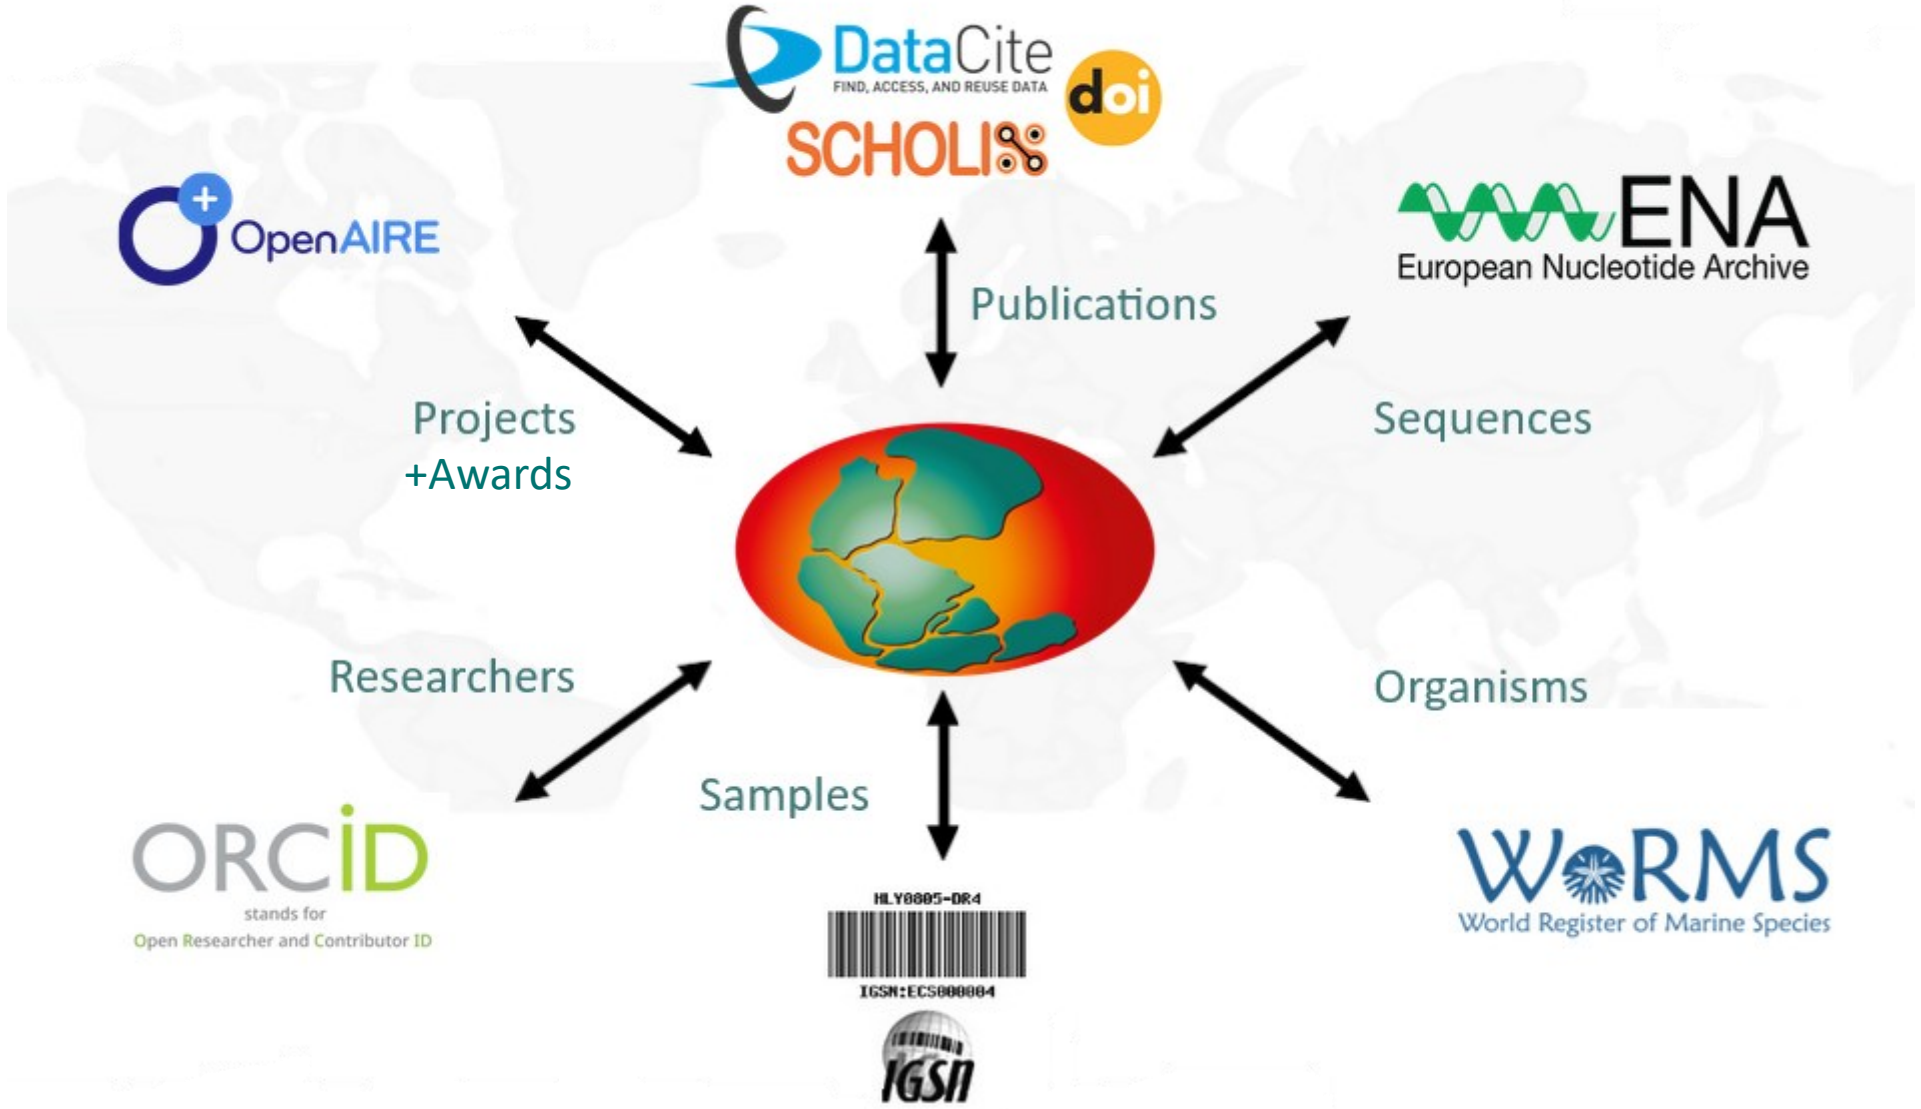 DataCite
FIND, ACCESS, AND REUSE DATA
doi
SCHOLIX
OpenAIRE
ENA
European Nucleotide Archive
Publications
Projects
+Awards
Sequences
Researchers
Organisms
Samples
ORCiD
stands for
Open Researcher and Contributor ID
HLY0805-DR4
IGSN:ECS000004
IGSN
WoRMS
World Register of Marine Species